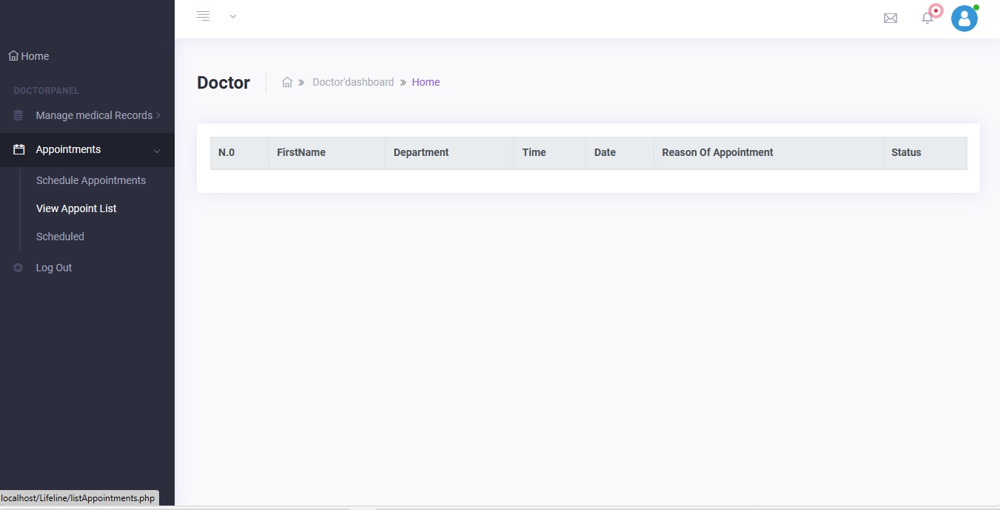 Home
DOCTORPANEL
Manage medical Records
Appointments
Schedule Appointments
View Appoint List
Scheduled
Log Out
Doctor
Doctor'dashboard » Home
N.0 FirstName Department Time Date Reason Of Appointment Status
localhost/Lifeline/listAppointments.php